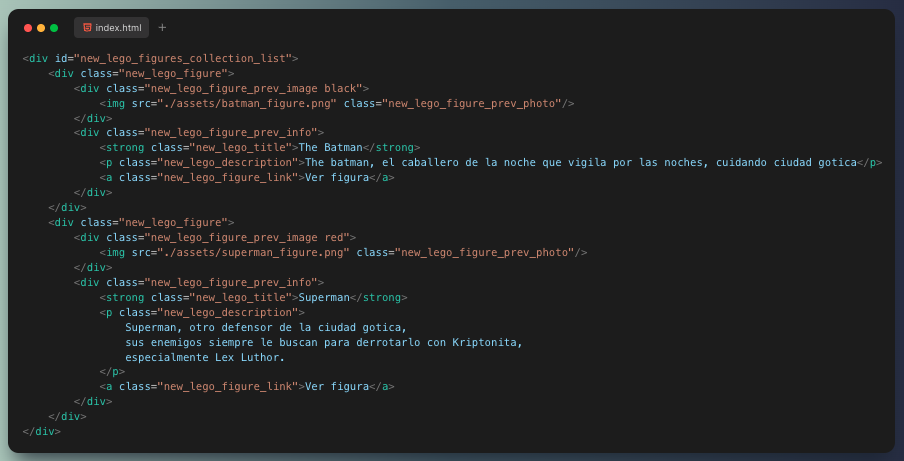 index.html +
<div id="new_lego_figures_collection_list">
    <div class="new_lego_figure">
        <div class="new_lego_figure_prev_image black">
            <img src="./assets/batman_figure.png" class="new_lego_figure_prev_photo"/>
        </div>
        <div class="new_lego_figure_prev_info">
            <strong class="new_lego_title">The Batman</strong>
            <p class="new_lego_description">The batman, el caballero de la noche que vigila por las noches, cuidando ciudad gotica</p>
            <a class="new_lego_figure_link">Ver figura</a>
        </div>
    </div>
    <div class="new_lego_figure">
        <div class="new_lego_figure_prev_image red">
            <img src="./assets/superman_figure.png" class="new_lego_figure_prev_photo"/>
        </div>
        <div class="new_lego_figure_prev_info">
            <strong class="new_lego_title">Superman</strong>
            <p class="new_lego_description">
                Superman, otro defensor de la ciudad gotica,
                sus enemigos siempre le buscan para derrotarlo con Kriptonita,
                especialmente Lex Luthor.
            </p>
            <a class="new_lego_figure_link">Ver figura</a>
        </div>
    </div>
</div>